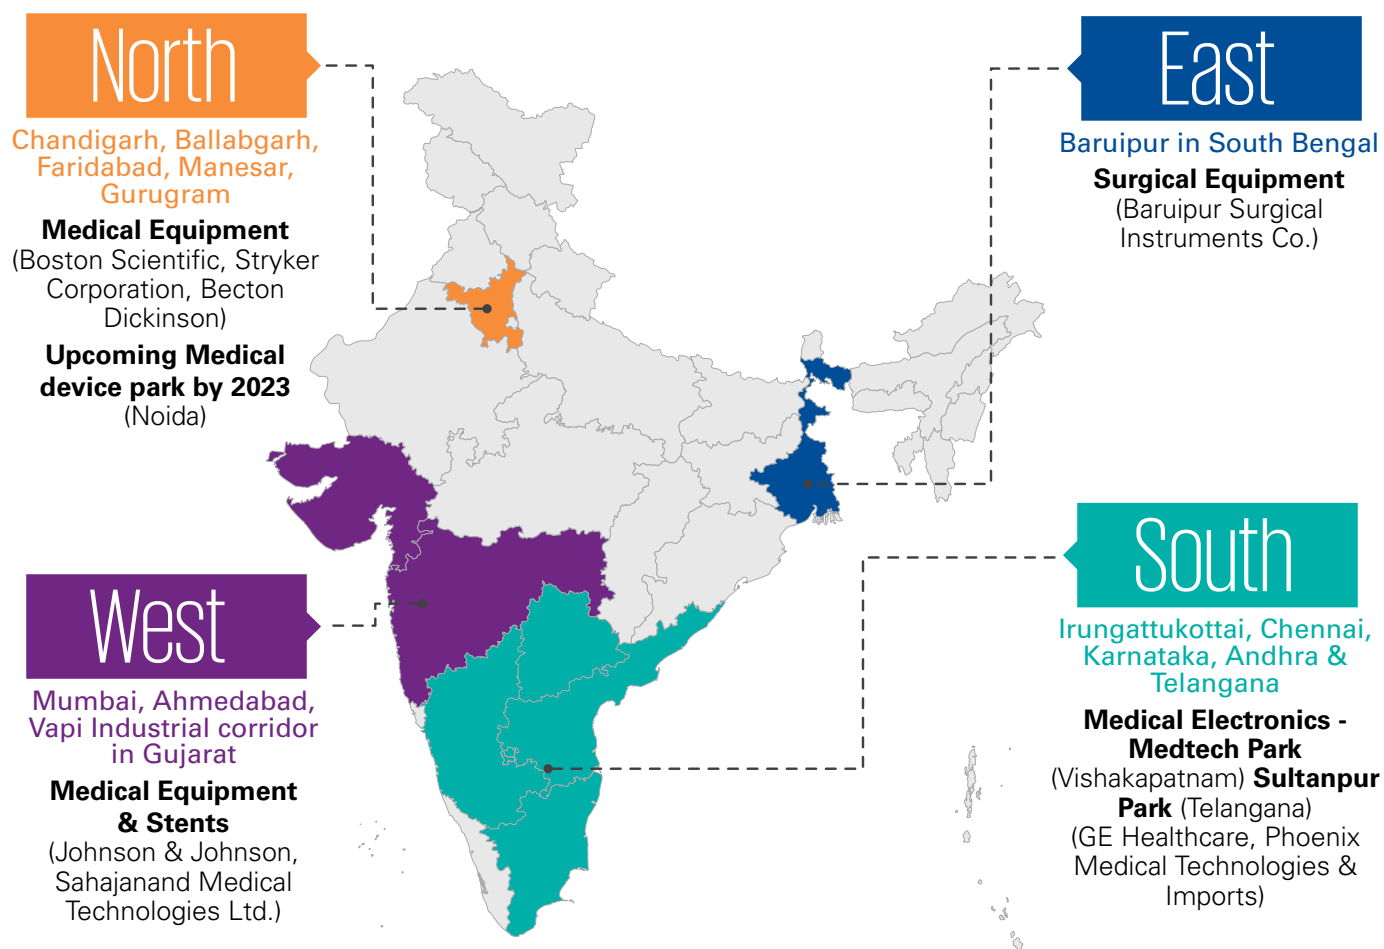 North
Chandigarh, Ballabgarh,
Faridabad, Manesar,
Gurugram
Medical Equipment
(Boston Scientific, Stryker
Corporation, Becton
Dickinson)
Upcoming Medical
device park by 2023
(Noida)
East
Baruipur in South Bengal
Surgical Equipment
(Baruipur Surgical
Instruments Co.)
West
Mumbai, Ahmedabad,
Vapi Industrial corridor
in Gujarat
Medical Equipment
& Stents
(Johnson & Johnson,
Sahajanand Medical
Technologies Ltd.)
South
Irungattukottai, Chennai,
Karnataka, Andhra &
Telangana
Medical Electronics -
Medtech Park
(Vishakapatnam) Sultanpur
Park (Telangana)
(GE Healthcare, Phoenix
Medical Technologies &
Imports)